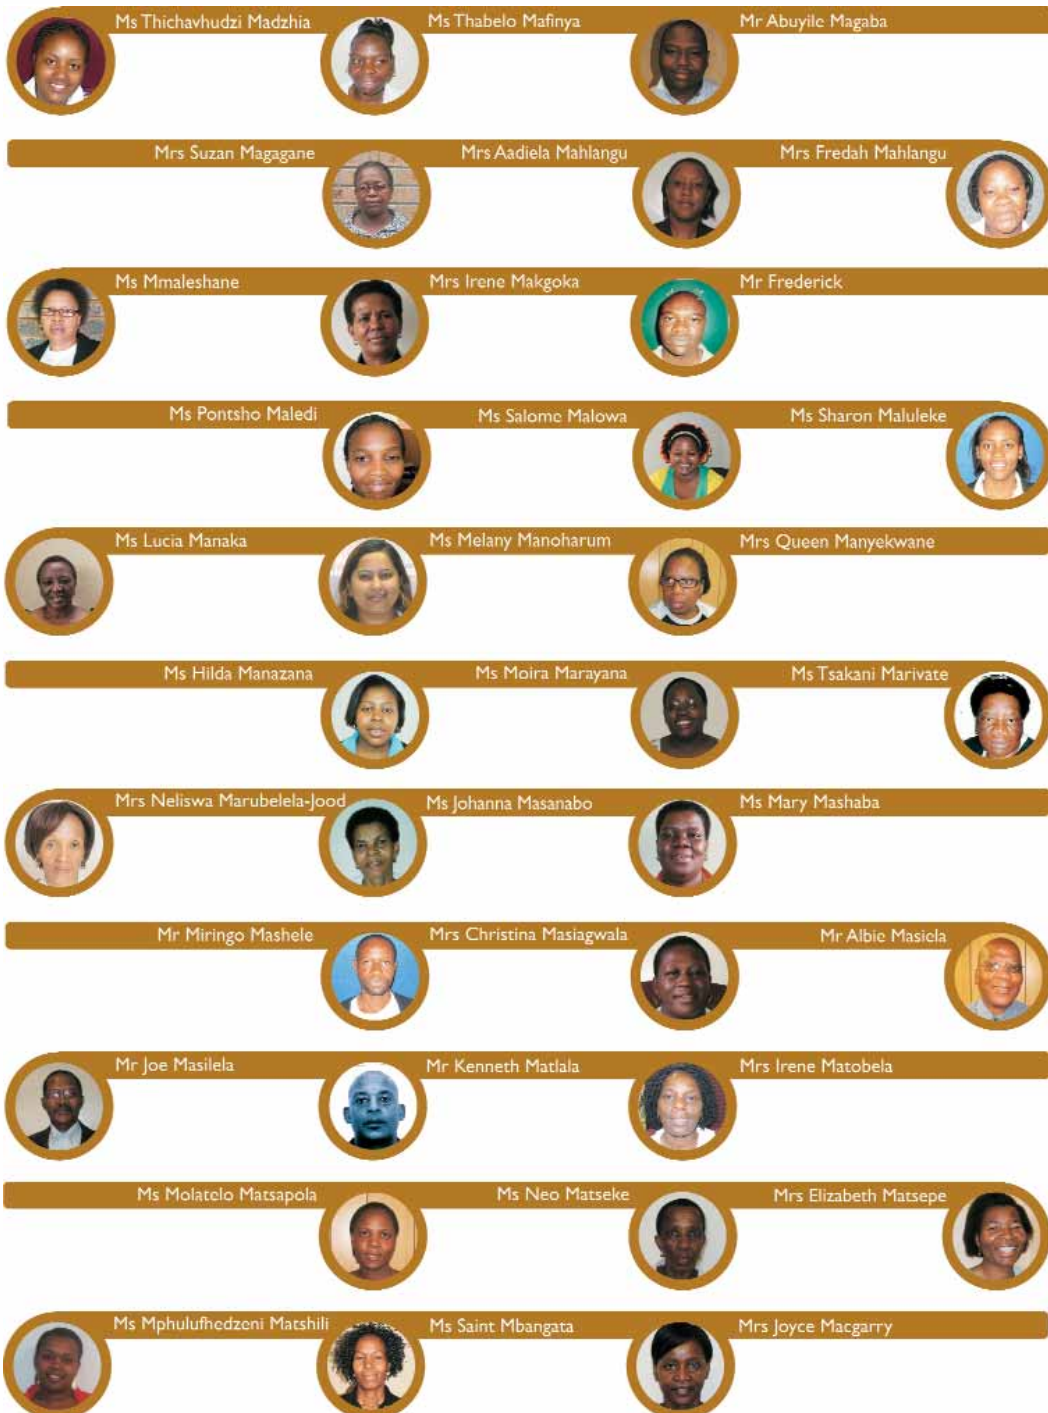 Ms Thichavhudzi Madzhia Ms Thabelo Mafinya Mr Abuyile Magaba
Mrs Suzan Magagane Mrs Aadiela Mahlangu Mrs Fredah Mahlangu
Ms Mmaleshane Mrs Irene Makgoka Mr Frederick
Ms Pontsho Maledi Ms Salome Malowa Ms Sharon Maluleke
Ms Lucia Manaka Ms Melany Manoharum Mrs Queen Manyekwane
Ms Hilda Manazana Ms Moira Marayana Ms Tsakani Marivate
Mrs Neliswa Marubelela-Jood Ms Johanna Masanabo Ms Mary Mashaba
Mr Miringo Mashele Mrs Christina Masiagwala Mr Albie Masiela
Mr Joe Masilela Mr Kenneth Matlala Mrs Irene Matobela
Ms Molatelo Matsapola Ms Neo Matseke Mrs Elizabeth Matsepe
Ms Mphulufhedzeni Matshili Ms Saint Mbangata Mrs Joyce Macgarry